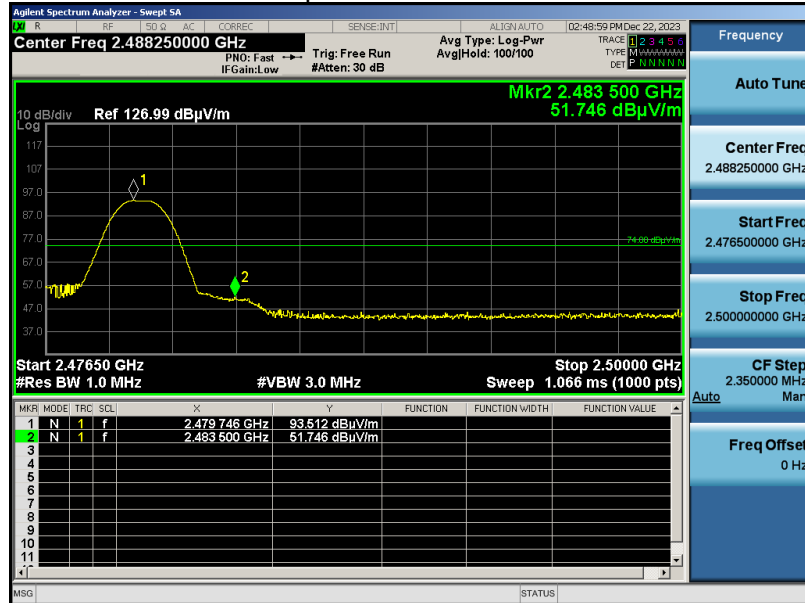 Agilent Spectrum Analyzer - Swept SA
LXI R RF 50 Ω AC CORREC SENSE:INT ALIGN AUTO 02:48:59 PM Dec 22, 2023
Center Freq 2.488250000 GHz
PNO: Fast
IFGain:Low
Trig: Free Run
#Atten: 30 dB
Avg Type: Log-Pwr
Avg|Hold: 100/100
TRACE 1 2 3 4 5 6
TYPE M
DET P N N N N N
Mkr2 2.483 500 GHz
51.746 dBµV/m
10 dB/div Ref 126.99 dBµV/m
Log
117
107
97.0
87.0
77.0
67.0
57.0
47.0
37.0
1
2
74.00 dBµV/m
Start 2.47650 GHz Stop 2.50000 GHz
#Res BW 1.0 MHz #VBW 3.0 MHz Sweep 1.066 ms (1000 pts)
MKR MODE TRC SCL X Y FUNCTION FUNCTION WIDTH FUNCTION VALUE
1 N 1 f 2.479 746 GHz 93.512 dBµV/m
2 N 1 f 2.483 500 GHz 51.746 dBµV/m
3
4
5
6
7
8
9
10
11
MSG STATUS
Frequency
Auto Tune
Center Freq
2.488250000 GHz
Start Freq
2.476500000 GHz
Stop Freq
2.500000000 GHz
CF Step
2.350000 MHz
Auto Man
Freq Offset
0 Hz